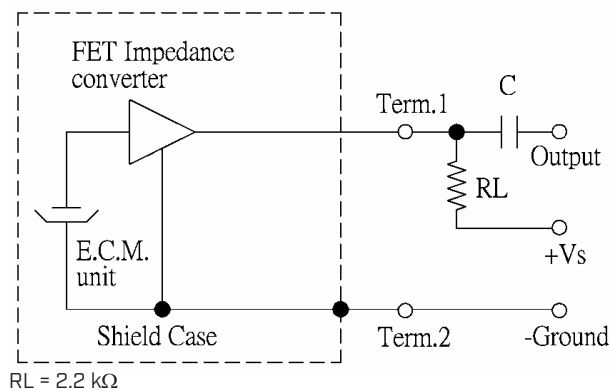 FET Impedance
converter
Term.1
C
Output
RL
+Vs
E.C.M.
unit
Shield Case
Term.2
-Ground
RL = 2.2 kΩ